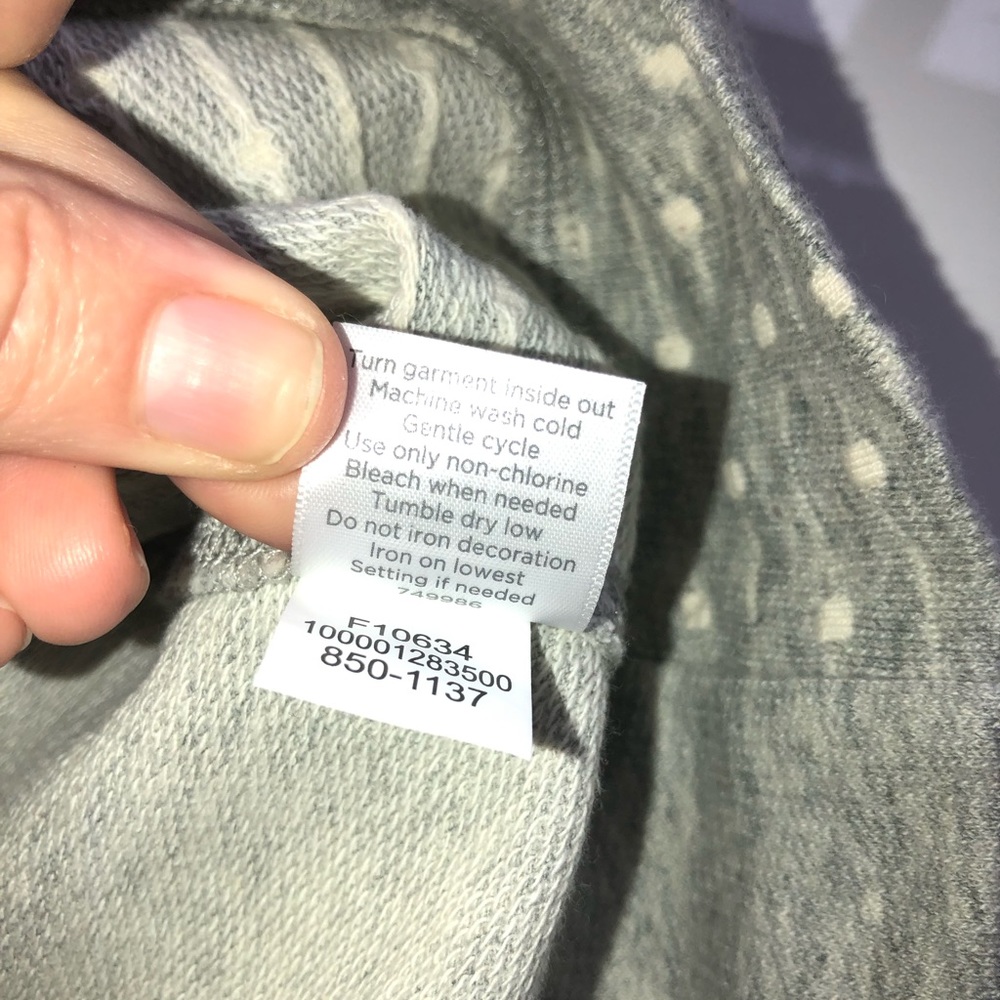 Turn garment inside out
Machine wash cold
Gentle cycle
Use only non-chlorine
Bleach when needed
Tumble dry low
Do not iron decoration
Iron on lowest
Setting if needed
749986
F10634
100001283500
850-1137